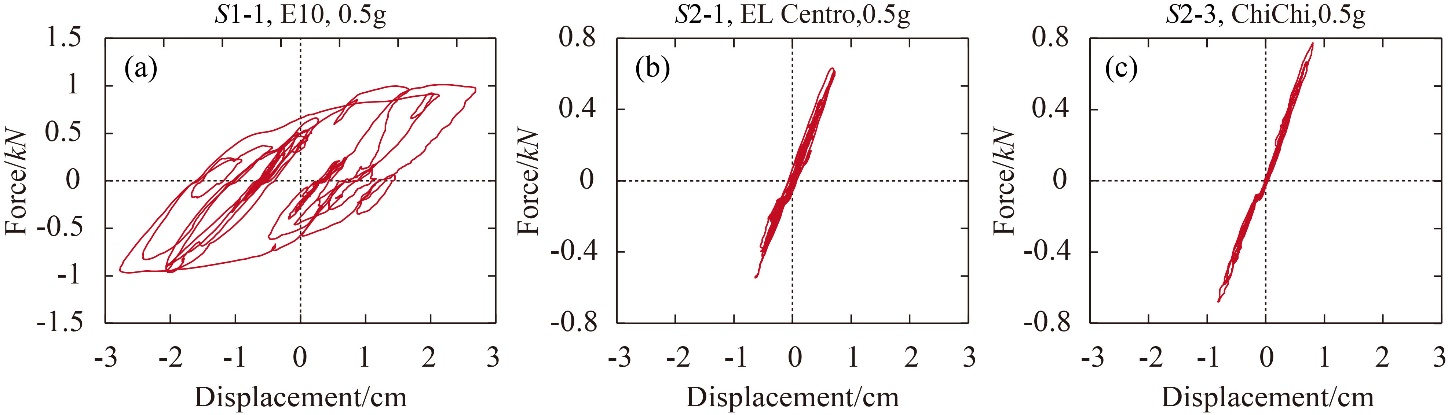 S1-1, E10, 0.5g
1.5
1
0.5
0
-0.5
-1
-1.5
(a)
Force/kN
-3 -2 -1 0 1 2 3
Displacement/cm
S2-1, EL Centro,0.5g
0.8
0.4
0
-0.4
-0.8
(b)
Force/kN
-3 -2 -1 0 1 2 3
Displacement/cm
S2-3, ChiChi,0.5g
0.8
0.4
0
-0.4
-0.8
(c)
Force/kN
-3 -2 -1 0 1 2 3
Displacement/cm